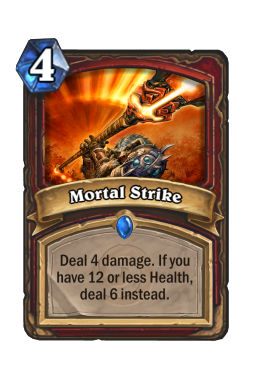 4
Mortal Strike
Deal 4 damage. If you
have 12 or less Health,
deal 6 instead.